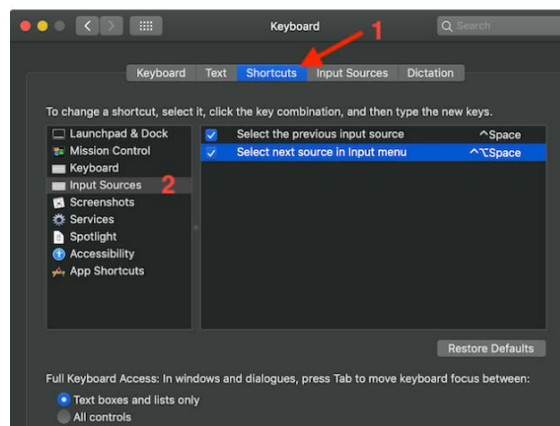 Keyboard
Search
1
Keyboard Text Shortcuts Input Sources Dictation
To change a shortcut, select it, click the key combination, and then type the new keys.
Launchpad & Dock
Mission Control
Keyboard
Input Sources 2
Screenshots
Services
Spotlight
Accessibility
App Shortcuts
Select the previous input source ^Space
Select next source in Input menu ^⌥Space
Restore Defaults
Full Keyboard Access: In windows and dialogues, press Tab to move keyboard focus between:
Text boxes and lists only
All controls